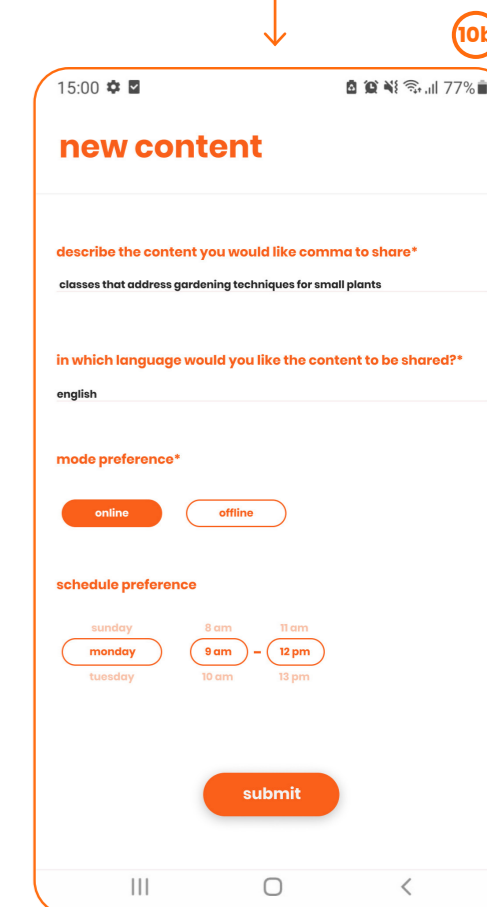 10b
15:00 77%
new content
describe the content you would like comma to share*
classes that address gardening techniques for small plants
in which language would you like the content to be shared?*
english
mode preference*
online offline
schedule preference
sunday 8 am 11 am
monday 9 am - 12 pm
tuesday 10 am 13 pm
submit